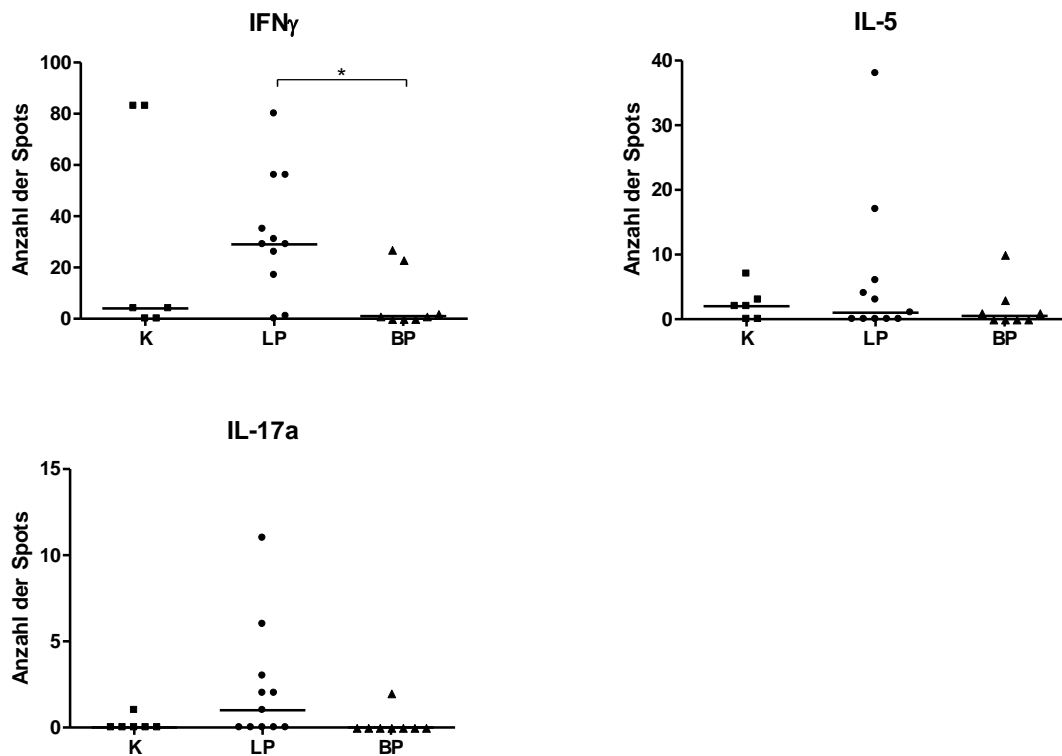 IFNγ
Anzahl der Spots
100
80
60
40
20
0
*
K LP BP
IL-5
Anzahl der Spots
40
30
20
10
0
K LP BP
IL-17a
Anzahl der Spots
15
10
5
0
K LP BP